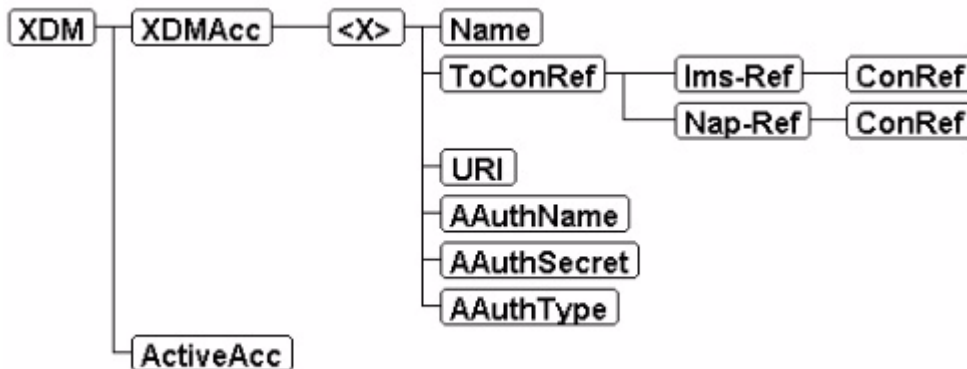 XDM XDMAcc <X> Name
ToConRef Ims-Ref ConRef
Nap-Ref ConRef
URI
AAuthName
AAuthSecret
AAuthType
ActiveAcc